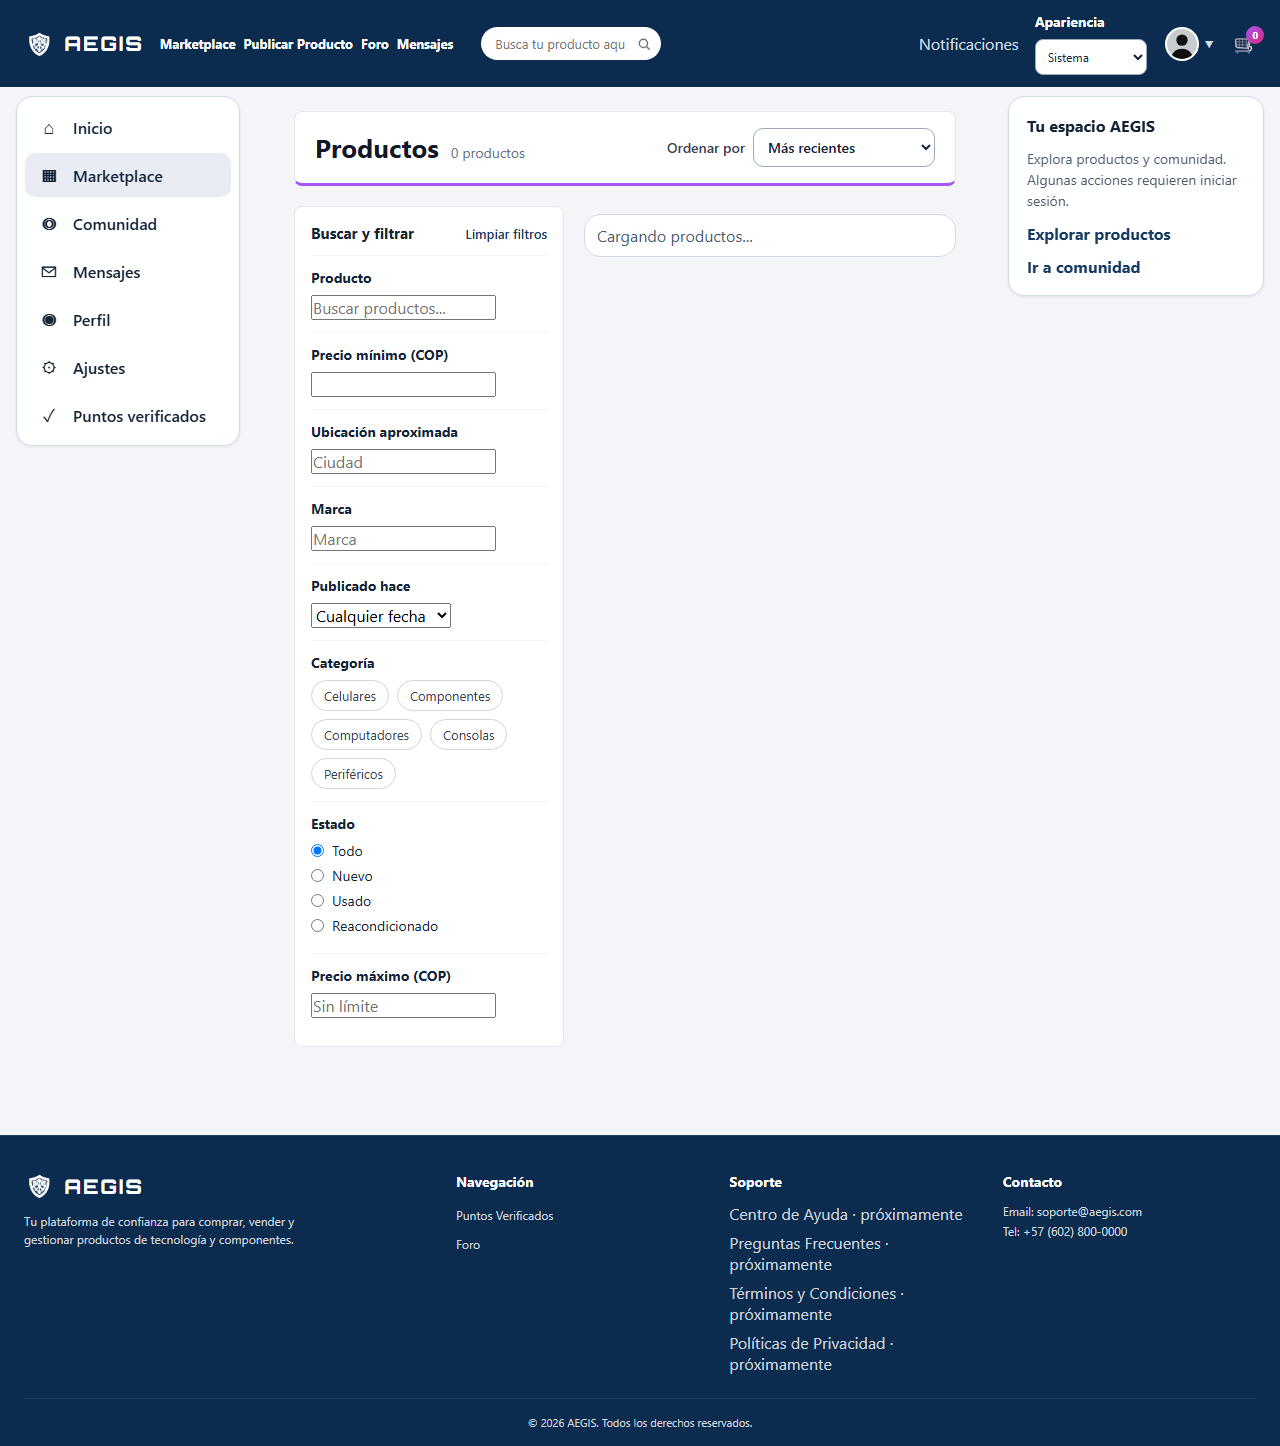 AEGIS
Marketplace Publicar Producto Foro Mensajes
Busca tu producto aqu
Notificaciones
Apariencia
Sistema
0
Inicio
Marketplace
Comunidad
Mensajes
Perfil
Ajustes
Puntos verificados
Productos 0 productos
Ordenar por Más recientes
Buscar y filtrar Limpiar filtros
Producto
Buscar productos...
Precio mínimo (COP)
Ubicación aproximada
Ciudad
Marca
Marca
Publicado hace
Cualquier fecha
Categoría
Celulares Componentes
Computadores Consolas
Periféricos
Estado
Todo
Nuevo
Usado
Reacondicionado
Precio máximo (COP)
Sin límite
Cargando productos...
Tu espacio AEGIS
Explora productos y comunidad.
Algunas acciones requieren iniciar
sesión.
Explorar productos
Ir a comunidad
AEGIS
Tu plataforma de confianza para comprar, vender y
gestionar productos de tecnología y componentes.
Navegación
Puntos Verificados
Foro
Soporte
Centro de Ayuda · próximamente
Preguntas Frecuentes ·
próximamente
Términos y Condiciones ·
próximamente
Políticas de Privacidad ·
próximamente
Contacto
Email: soporte@aegis.com
Tel: +57 (602) 800-0000
© 2026 AEGIS. Todos los derechos reservados.